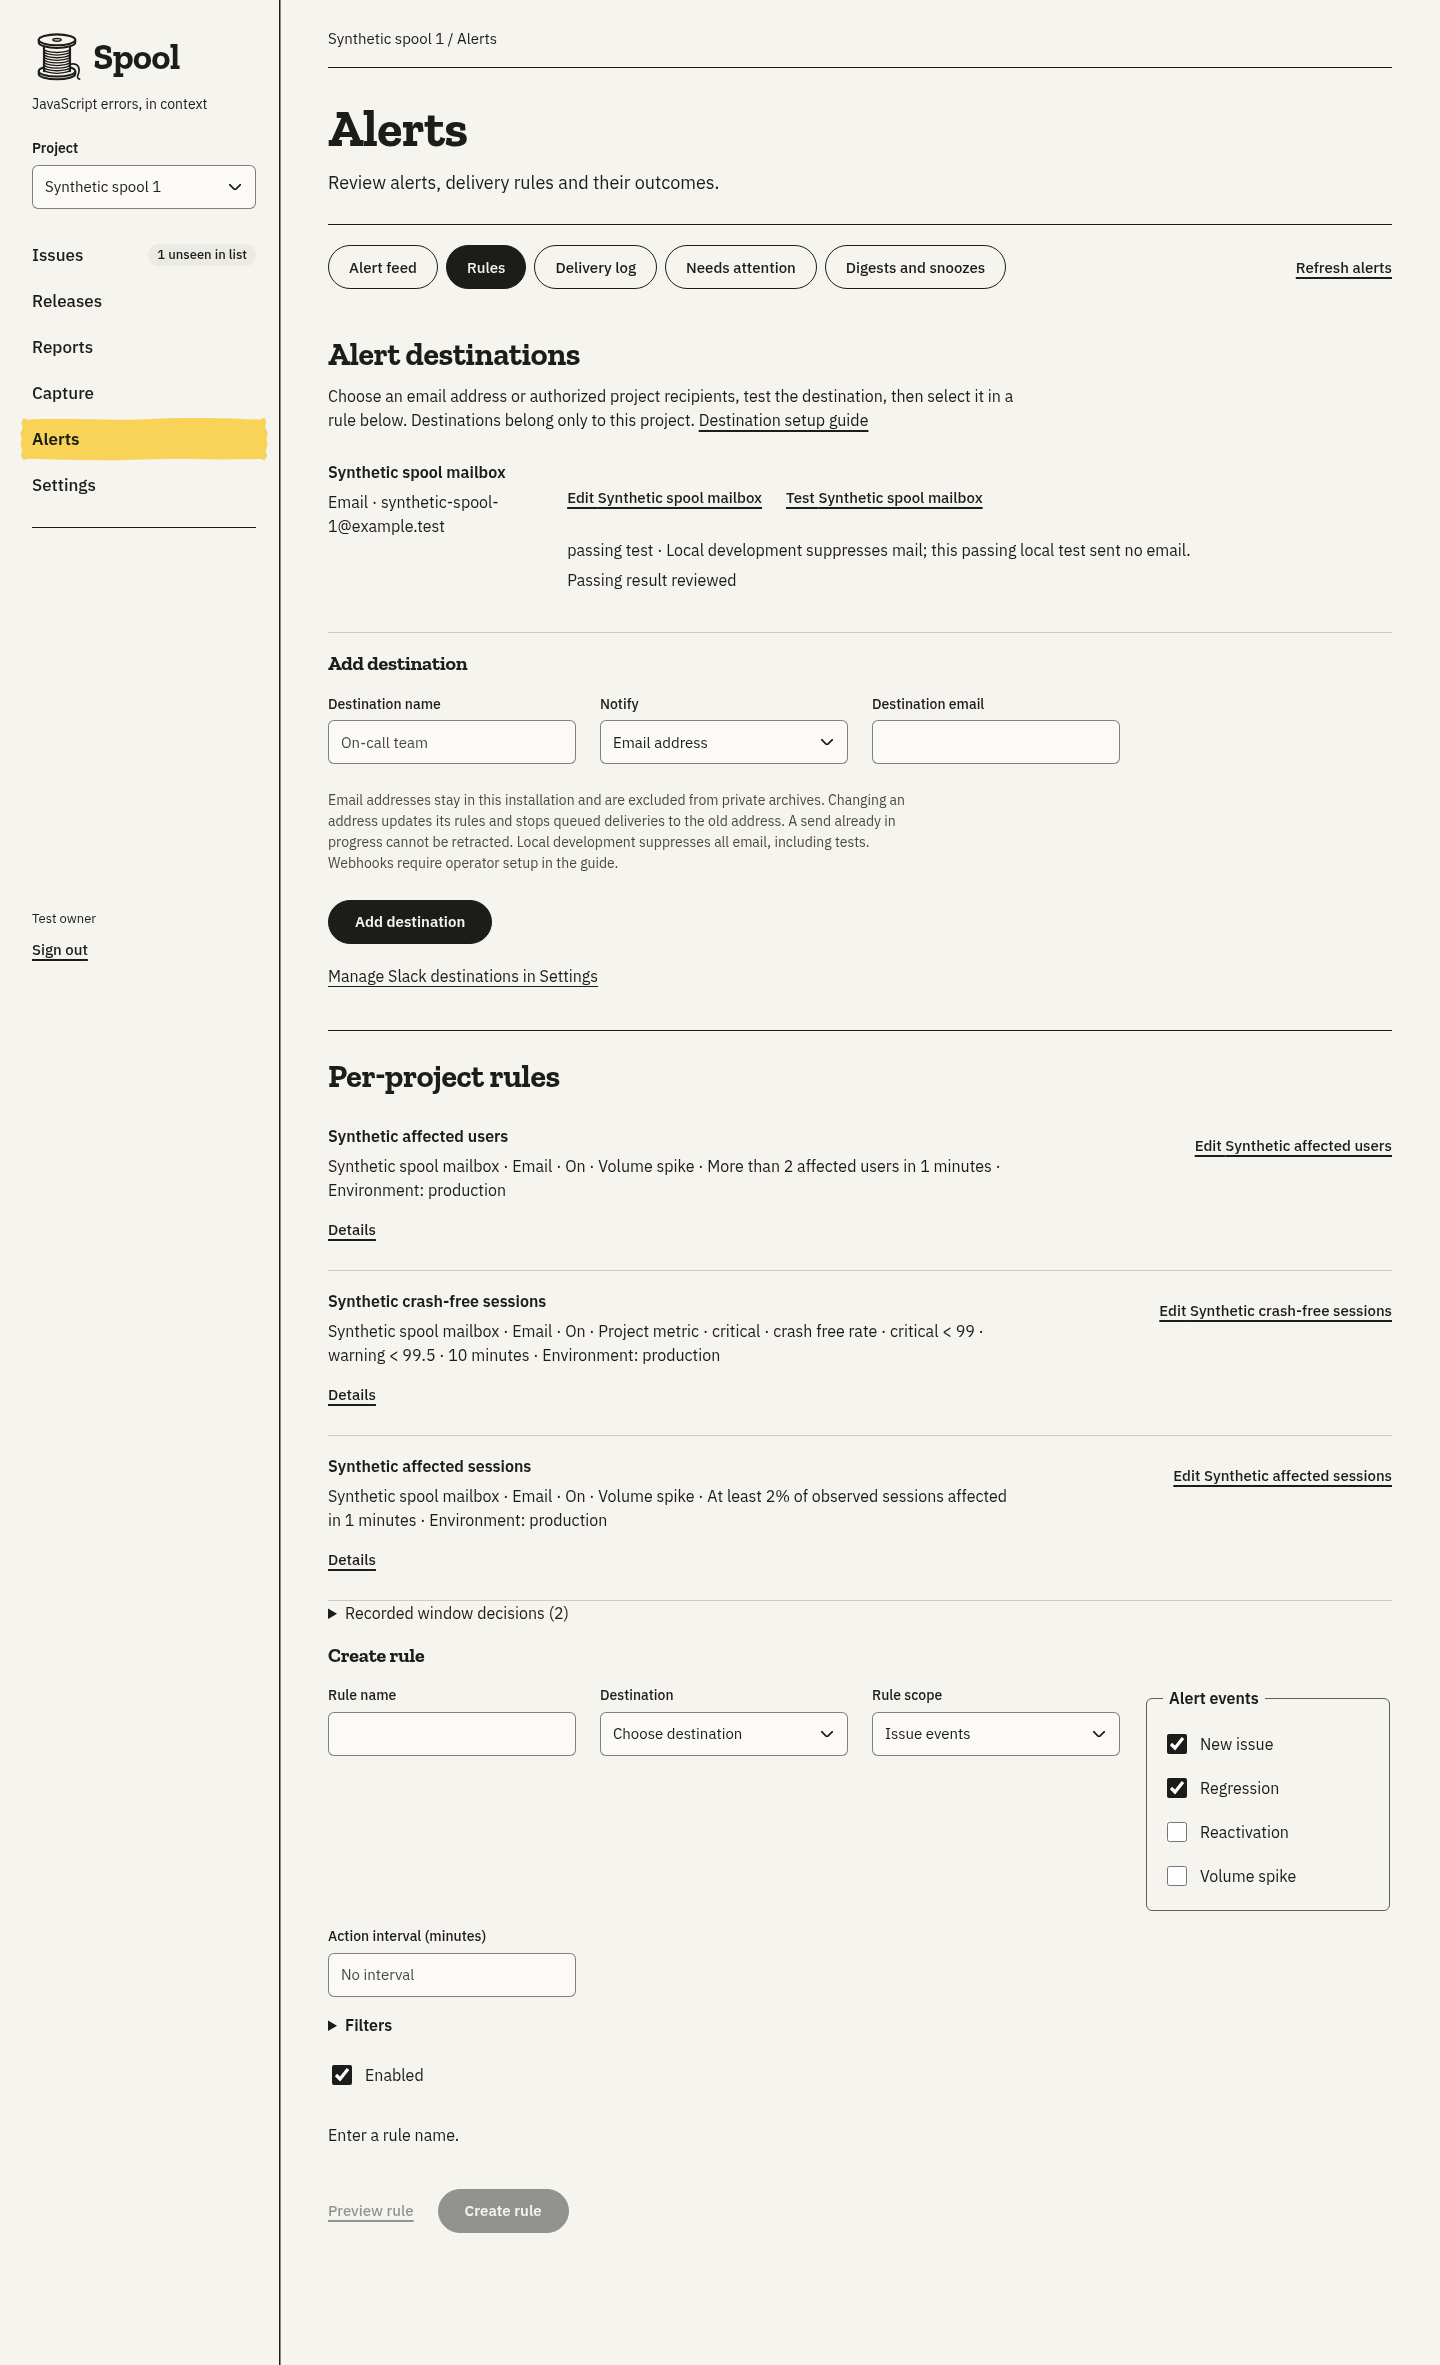 Spool
JavaScript errors, in context
Project
Synthetic spool 1
Issues
1 unseen in list
Releases
Reports
Capture
Alerts
Settings
Test owner
Sign out
Synthetic spool 1 / Alerts
Alerts
Review alerts, delivery rules and their outcomes.
Alert feed
Rules
Delivery log
Needs attention
Digests and snoozes
Refresh alerts
Alert destinations
Choose an email address or authorized project recipients, test the destination, then select it in a
rule below. Destinations belong only to this project. Destination setup guide
Synthetic spool mailbox
Email · synthetic-spool-
1@example.test
Edit Synthetic spool mailbox
Test Synthetic spool mailbox
passing test · Local development suppresses mail; this passing local test sent no email.
Passing result reviewed
Add destination
Destination name
Notify
Destination email
On-call team
Email address
Email addresses stay in this installation and are excluded from private archives. Changing an
address updates its rules and stops queued deliveries to the old address. A send already in
progress cannot be retracted. Local development suppresses all email, including tests.
Webhooks require operator setup in the guide.
Add destination
Manage Slack destinations in Settings
Per-project rules
Synthetic affected users
Edit Synthetic affected users
Synthetic spool mailbox · Email · On · Volume spike · More than 2 affected users in 1 minutes ·
Environment: production
Details
Synthetic crash-free sessions
Edit Synthetic crash-free sessions
Synthetic spool mailbox · Email · On · Project metric · critical · crash free rate · critical < 99 ·
warning < 99.5 · 10 minutes · Environment: production
Details
Synthetic affected sessions
Edit Synthetic affected sessions
Synthetic spool mailbox · Email · On · Volume spike · At least 2% of observed sessions affected
in 1 minutes · Environment: production
Details
Recorded window decisions (2)
Create rule
Rule name
Destination
Rule scope
Choose destination
Issue events
Alert events
New issue
Regression
Reactivation
Volume spike
Action interval (minutes)
No interval
Filters
Enabled
Enter a rule name.
Preview rule
Create rule